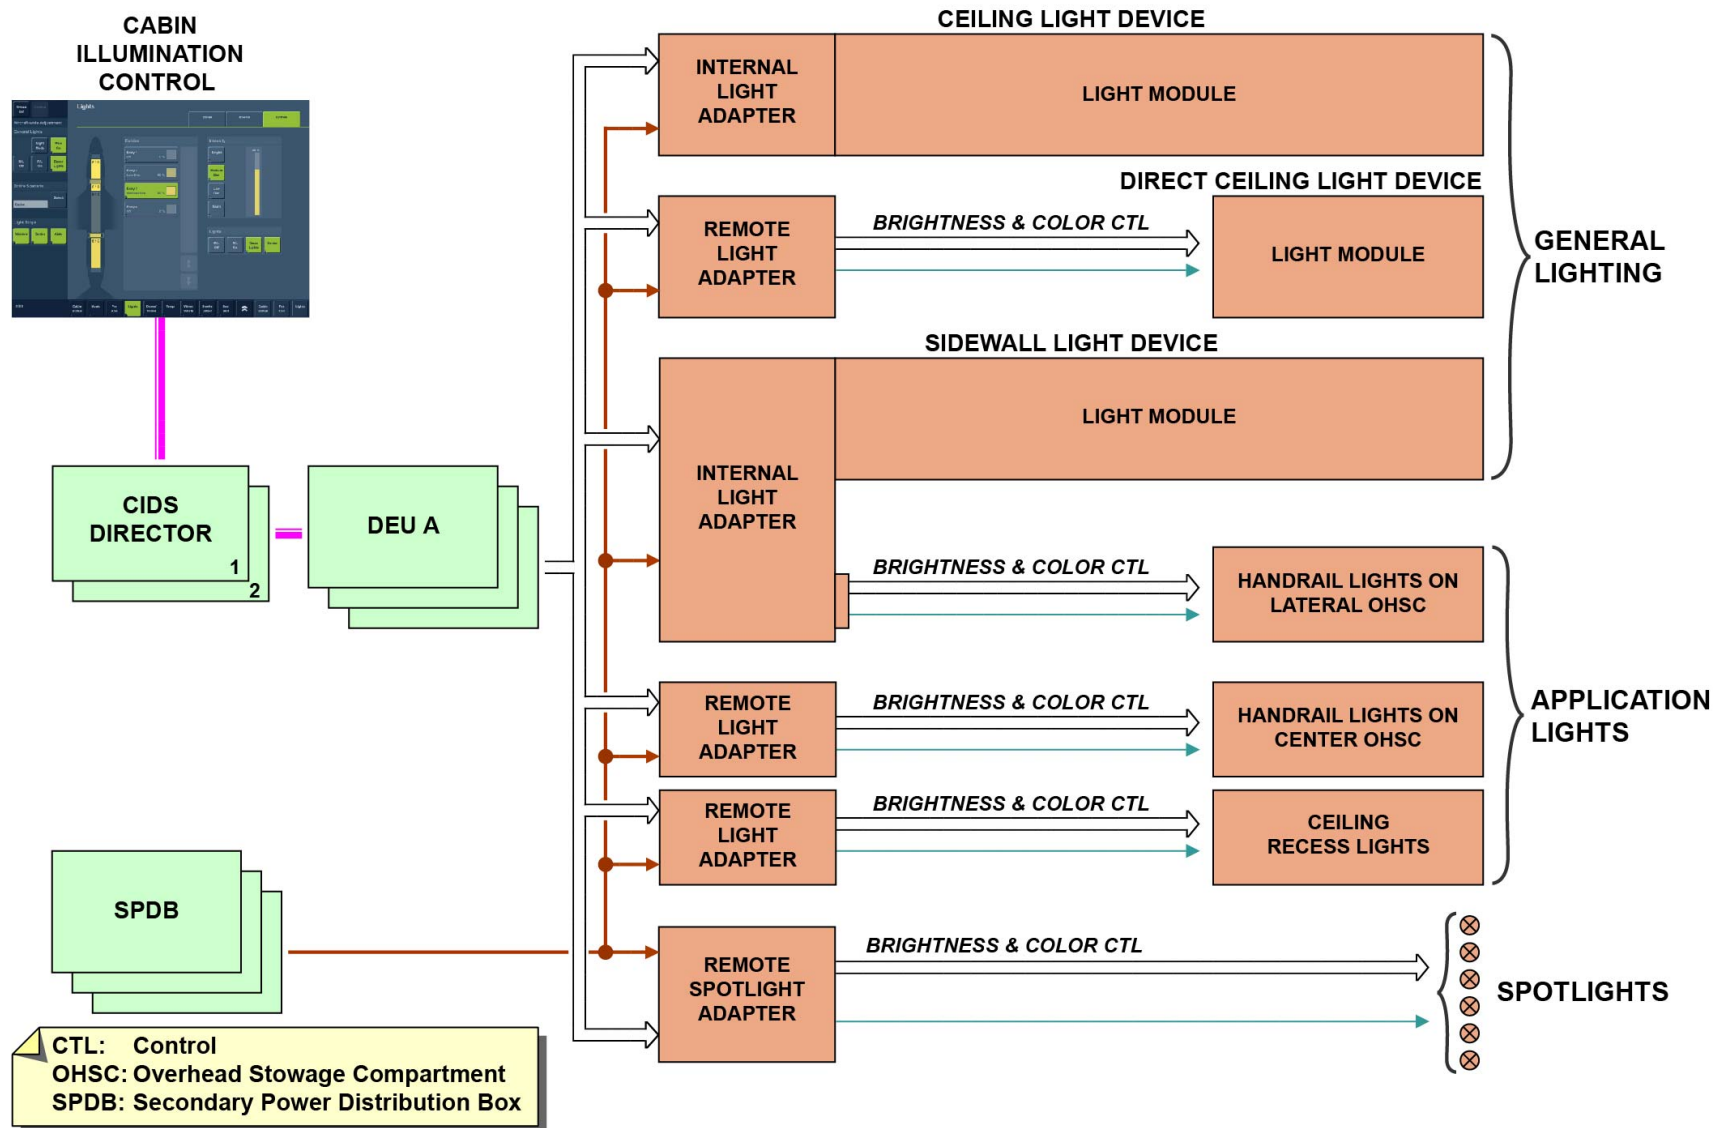 CABIN
ILLUMINATION
CONTROL
Lights
CEILING LIGHT DEVICE
INTERNAL
LIGHT
ADAPTER
LIGHT MODULE
DIRECT CEILING LIGHT DEVICE
REMOTE
LIGHT
ADAPTER
BRIGHTNESS & COLOR CTL
LIGHT MODULE
GENERAL
LIGHTING
SIDEWALL LIGHT DEVICE
LIGHT MODULE
INTERNAL
LIGHT
ADAPTER
BRIGHTNESS & COLOR CTL
HANDRAIL LIGHTS ON
LATERAL OHSC
CIDS
DIRECTOR
1
2
DEU A
REMOTE
LIGHT
ADAPTER
BRIGHTNESS & COLOR CTL
HANDRAIL LIGHTS ON
CENTER OHSC
APPLICATION
LIGHTS
REMOTE
LIGHT
ADAPTER
BRIGHTNESS & COLOR CTL
CEILING
RECESS LIGHTS
SPDB
REMOTE
SPOTLIGHT
ADAPTER
BRIGHTNESS & COLOR CTL
SPOTLIGHTS
CTL: Control
OHSC: Overhead Stowage Compartment
SPDB: Secondary Power Distribution Box